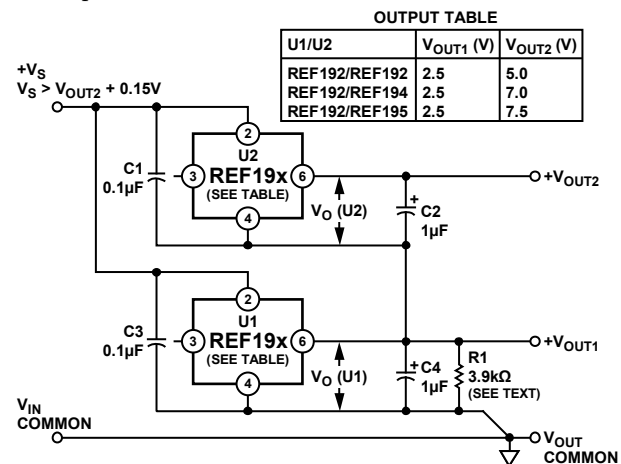 OUTPUT TABLE
U1/U2 VOUT1 (V) VOUT2 (V)
REF192/REF192 2.5 5.0
REF192/REF194 2.5 7.0
REF192/REF195 2.5 7.5
+VS
VS > VOUT2 + 0.15V
2
U2
C1
0.1µF
3
REF19x
6
(SEE TABLE)
4
VO (U2)
+
C2
1µF
+VOUT2
2
U1
C3
0.1µF
3
REF19x
6
(SEE TABLE)
4
VO (U1)
+
C4
1µF
R1
3.9kΩ
(SEE TEXT)
+VOUT1
VIN
COMMON
VOUT
COMMON